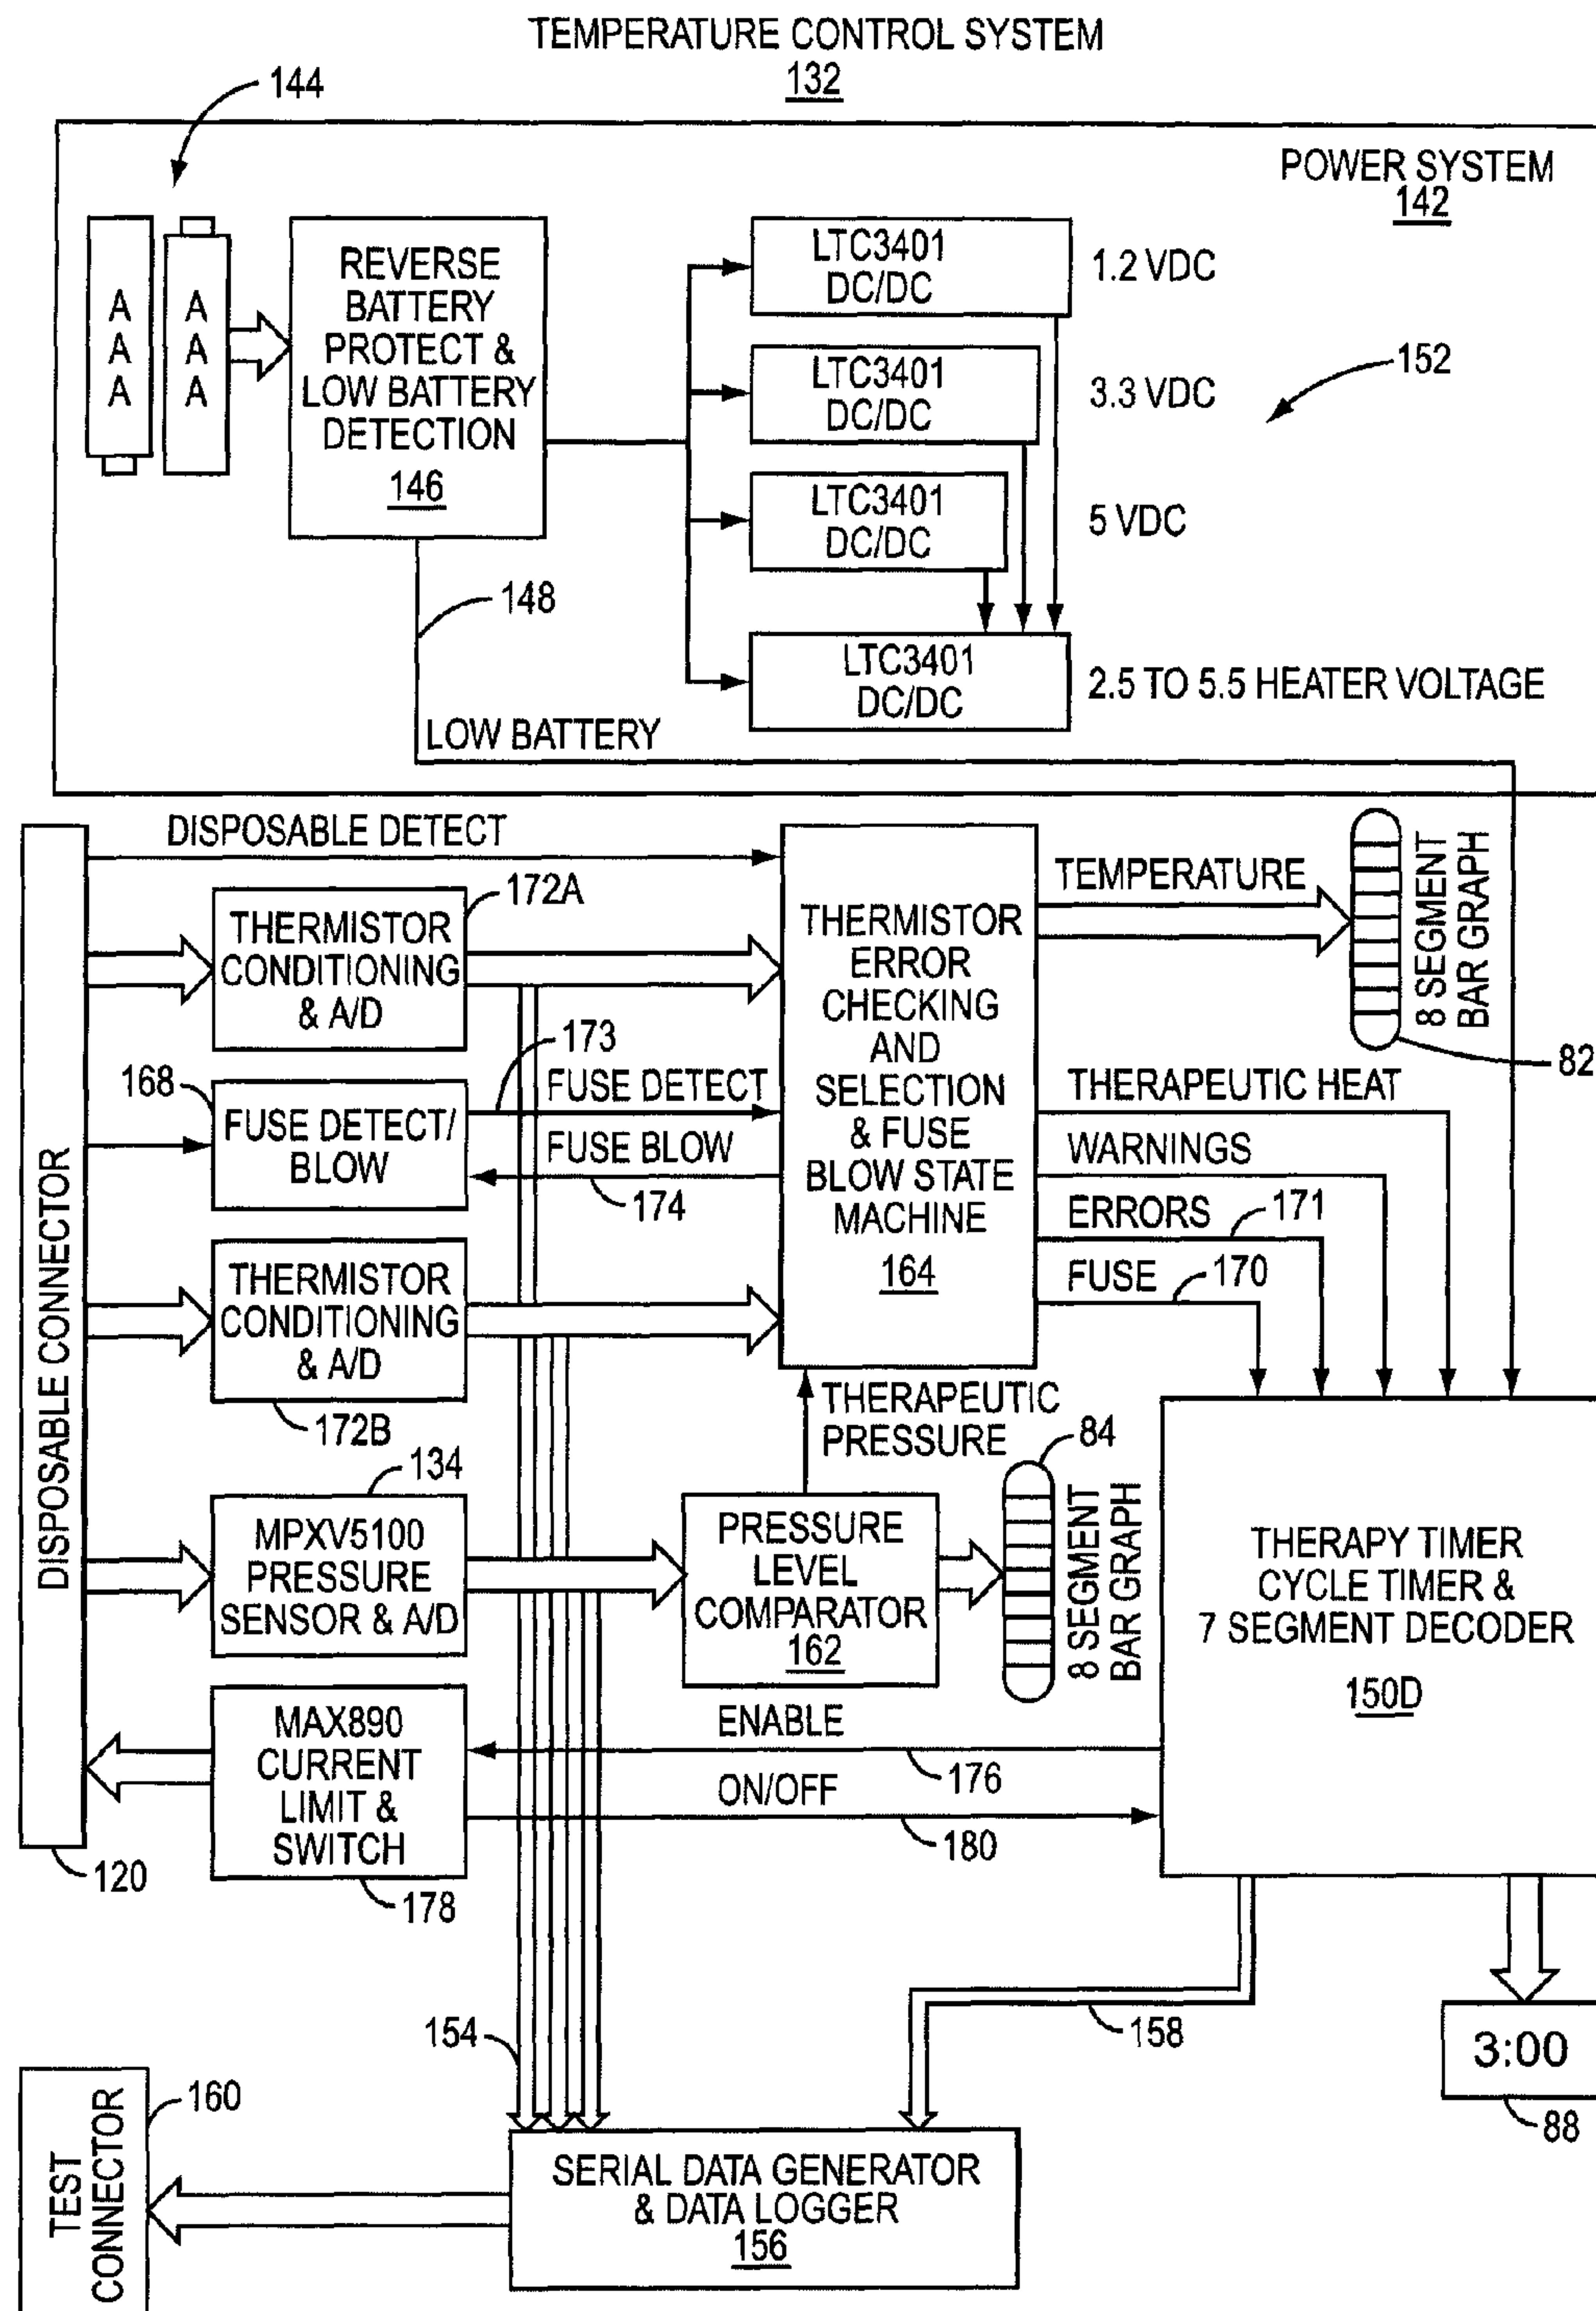 TEMPERATURE CONTROL SYSTEM
132
144
POWER SYSTEM
142
A
A
A
A
A
A
REVERSE
BATTERY
PROTECT &
LOW BATTERY
DETECTION
146
LTC3401
DC/DC
1.2 VDC
LTC3401
DC/DC
3.3 VDC
152
LTC3401
DC/DC
5 VDC
148
LTC3401
DC/DC
2.5 TO 5.5 HEATER VOLTAGE
LOW BATTERY
DISPOSABLE CONNECTOR
120
DISPOSABLE DETECT
172A
THERMISTOR
CONDITIONING
& A/D
173
168
FUSE DETECT/
BLOW
FUSE DETECT
FUSE BLOW
174
THERMISTOR
CONDITIONING
& A/D
172B
THERMISTOR
ERROR
CHECKING
AND
SELECTION
& FUSE
BLOW STATE
MACHINE
164
TEMPERATURE
8 SEGMENT
BAR GRAPH
82
THERAPEUTIC HEAT
WARNINGS
ERRORS
171
FUSE
170
THERAPEUTIC
PRESSURE
134
MPXV5100
PRESSURE
SENSOR & A/D
PRESSURE
LEVEL
COMPARATOR
162
84
8 SEGMENT
BAR GRAPH
THERAPY TIMER
CYCLE TIMER &
7 SEGMENT DECODER
150D
MAX890
CURRENT
LIMIT &
SWITCH
178
ENABLE
176
ON/OFF
180
154
158
3:00
88
TEST
CONNECTOR
160
SERIAL DATA GENERATOR
& DATA LOGGER
156